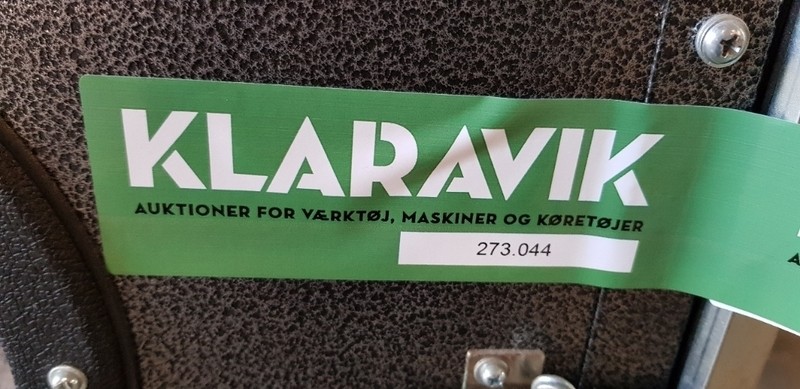 KLARAVIK
AUKTIONER FOR VÆRKTØJ, MASKINER OG KØRETØJER
273.044